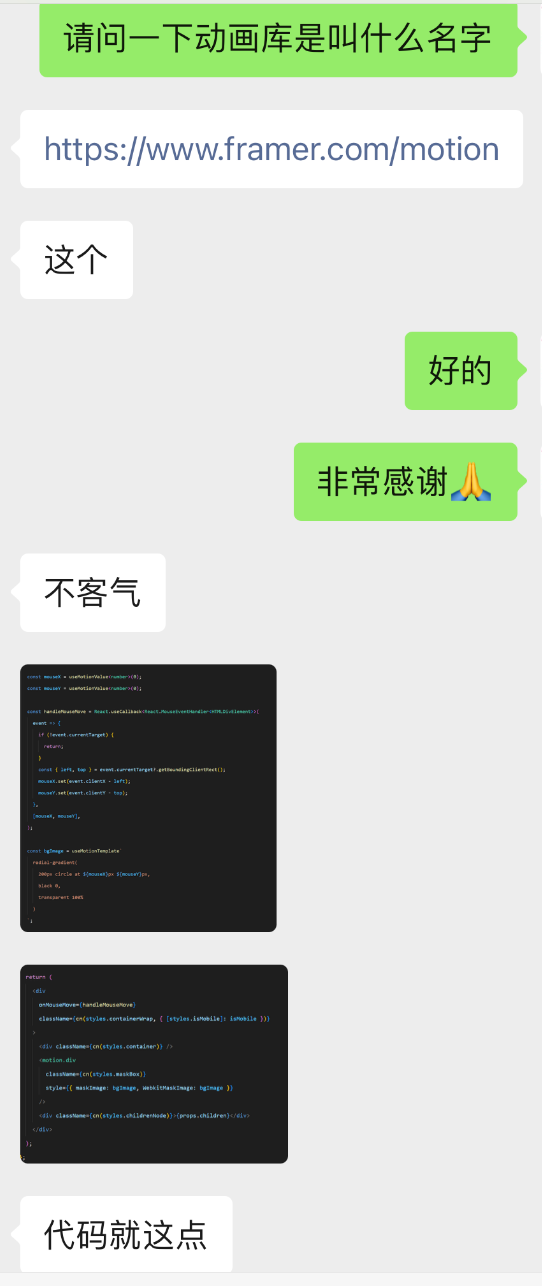 请问一下动画库是叫什么名字
https://www.framer.com/motion
这个
好的
非常感谢🙏
不客气
const mouseX = useMotionValue<number>(0);
const mouseY = useMotionValue<number>(0);
const handleMouseMove = React.useCallback<React.MouseEventHandler<HTMLDivElement>>(
event => {
if (!event.currentTarget) {
return;
}
const { left, top } = event.currentTarget?.getBoundingClientRect();
mouseX.set(event.clientX - left);
mouseY.set(event.clientY - top);
},
[mouseX, mouseY],
);
const bgImage = useMotionTemplate`
radial-gradient(
200px circle at ${mouseX}px ${mouseY}px,
black 0,
transparent 100%
)
`;
return (
<div
onMouseMove={handleMouseMove}
className={cn(styles.containerWrap, { [styles.isMobile]: isMobile })}
>
<div className={cn(styles.container)} />
<motion.div
className={cn(styles.maskBox)}
style={{ maskImage: bgImage, WebkitMaskImage: bgImage }}
/>
<div className={cn(styles.childrenNode)}>{props.children}</div>
</div>
);
};
代码就这点